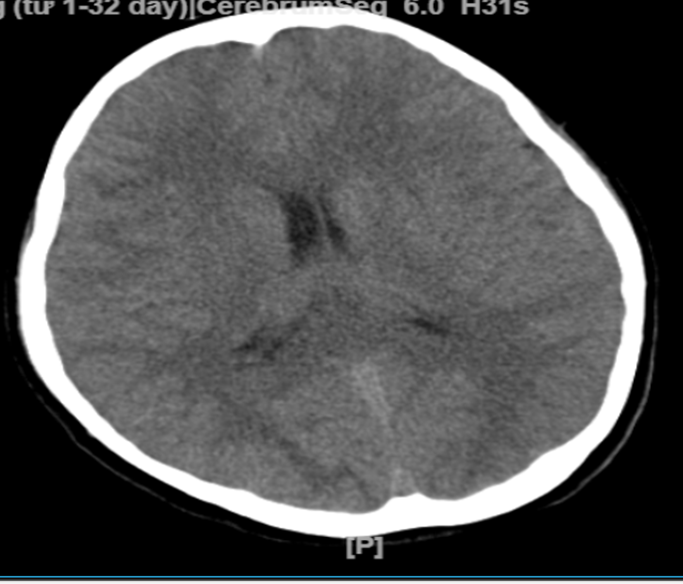 (từ 1-32 day)|CerebrumSeg 6.0 H31s
[P]